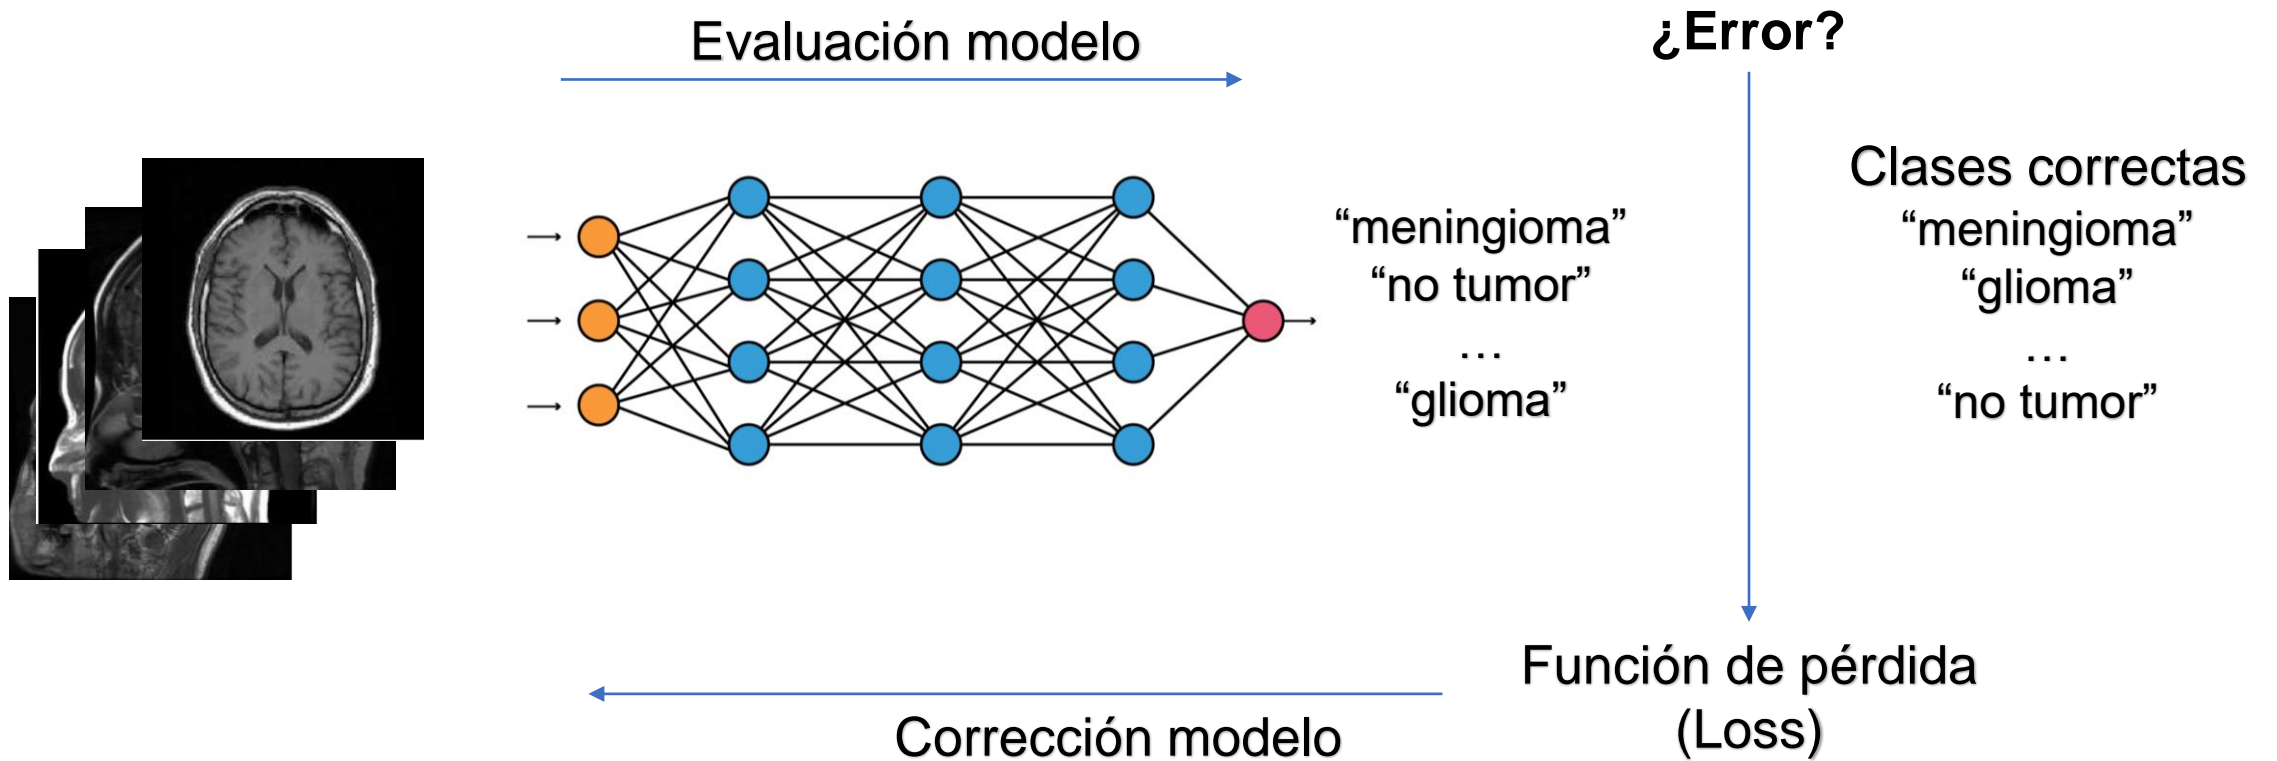 Evaluación modelo
¿Error?
“meningioma”
“no tumor”
…
“glioma”
Clases correctas
“meningioma”
“glioma”
…
“no tumor”
Función de pérdida
(Loss)
Corrección modelo